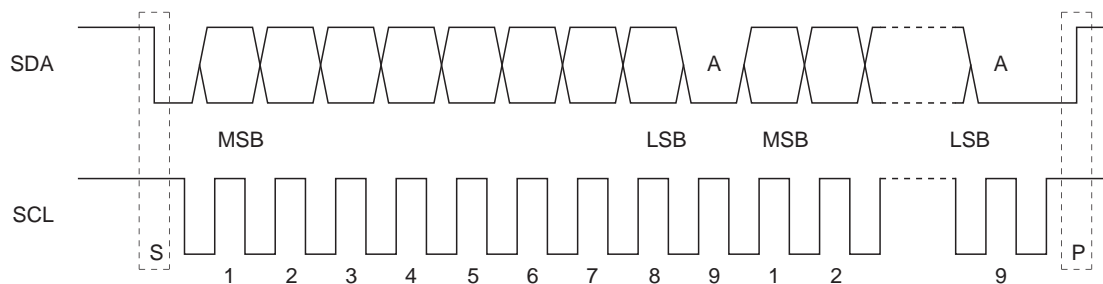 SDA A A
MSB LSB MSB LSB
SCL
S P
1 2 3 4 5 6 7 8 9 1 2 9